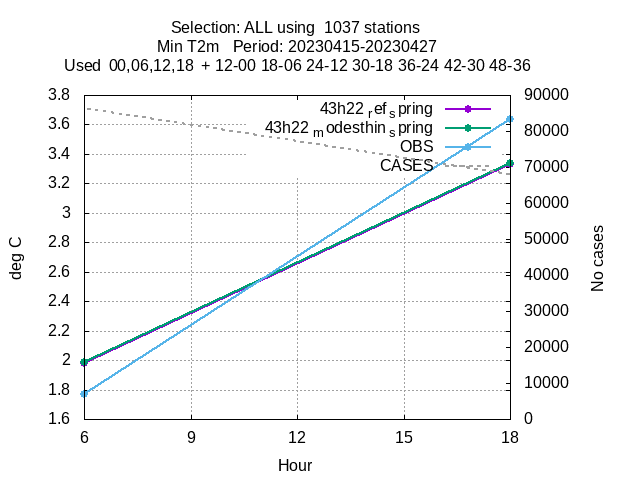 Selection: ALL using  1037 stations
Min T2m   Period: 20230415-20230427
Used  00,06,12,18  + 12-00 18-06 24-12 30-18 36-24 42-30 48-36
43h22 ref spring
43h22 modesthin spring
OBS
CASES
3.8
3.6
3.4
3.2
3
2.8
2.6
2.4
2.2
2
1.8
1.6
deg C
90000
80000
70000
60000
50000
40000
30000
20000
10000
0
No cases
6 9 12 15 18
Hour